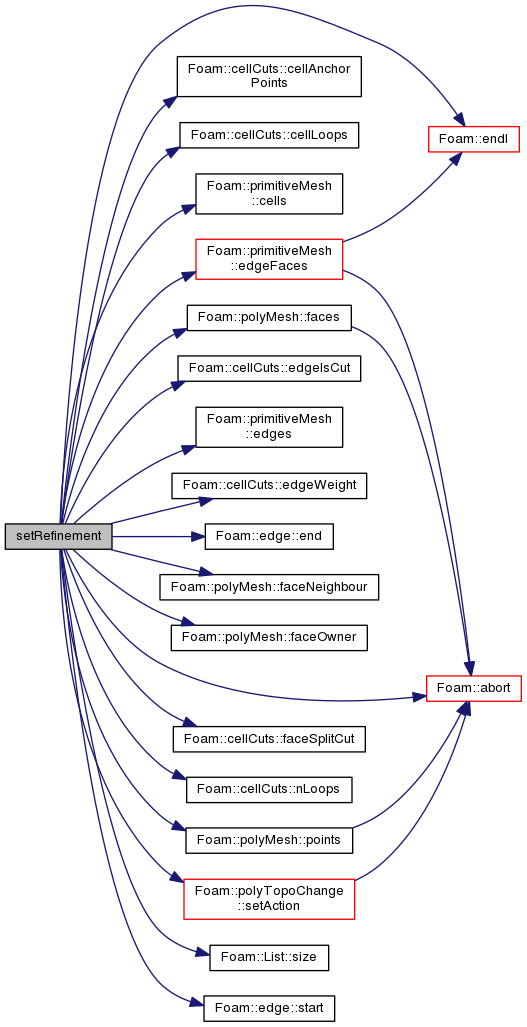 Foam::cellCuts::cellAnchor
Points
Foam::cellCuts::cellLoops
Foam::endl
Foam::primitiveMesh
::cells
Foam::primitiveMesh
::edgeFaces
Foam::polyMesh::faces
Foam::cellCuts::edgeIsCut
Foam::primitiveMesh
::edges
Foam::cellCuts::edgeWeight
setRefinement
Foam::edge::end
Foam::polyMesh::faceNeighbour
Foam::polyMesh::faceOwner
Foam::abort
Foam::cellCuts::faceSplitCut
Foam::cellCuts::nLoops
Foam::polyMesh::points
Foam::polyTopoChange
::setAction
Foam::List::size
Foam::edge::start